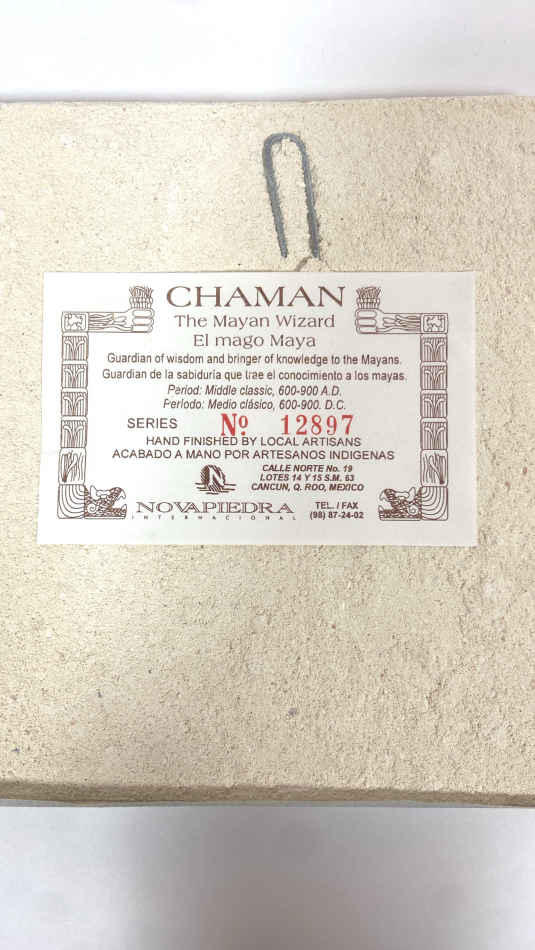 CHAMAN
The Mayan Wizard
El mago Maya
Guardian of wisdom and bringer of knowledge to the Mayans.
Guardian de la sabiduría que trae el conocimiento a los mayas.
Period: Middle classic, 600-900 A.D.
Período: Medio clásico, 600-900. D.C.
SERIES Nº. 12897
HAND FINISHED BY LOCAL ARTISANS
ACABADO A MANO POR ARTESANOS INDIGENAS
CALLE NORTE No. 19
LOTES 14 Y 15 S.M. 63
CANCUN, Q. ROO, MEXICO
N
NOVAPIEDRA
INTERNACIONAL
TEL. / FAX
(98) 87-24-02